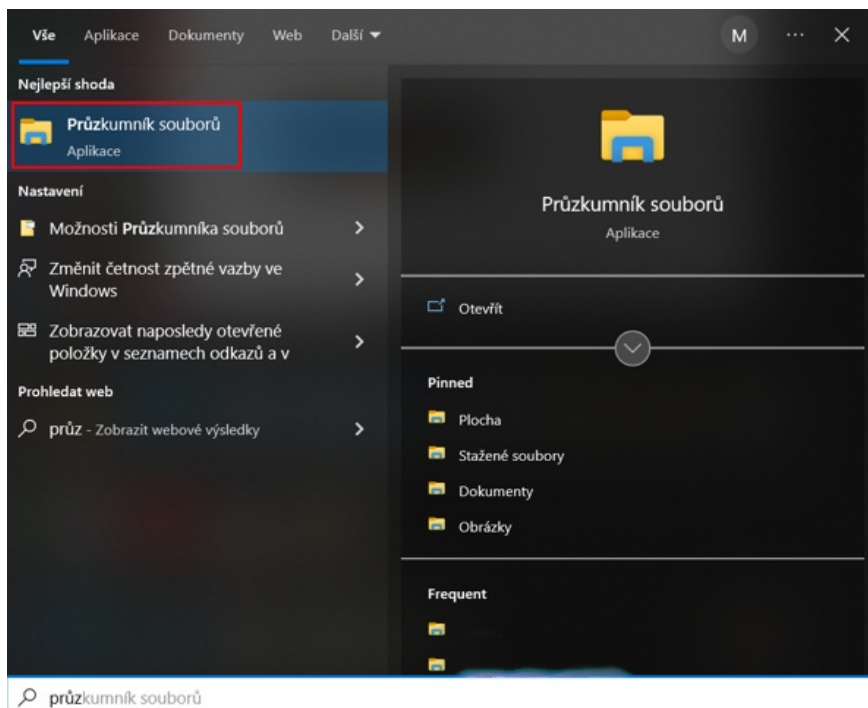 Vše Aplikace Dokumenty Web Další M
Nejlepší shoda
Průzkumník souborů
Aplikace
Nastavení
Možnosti Průzkumníka souborů
Změnit četnost zpětné vazby ve
Windows
Zobrazovat naposledy otevřené
položky v seznamech odkazů a v
Prohledat web
průz - Zobrazit webové výsledky
Průzkumník souborů
Aplikace
Otevřít
Pinned
Plocha
Stažené soubory
Dokumenty
Obrázky
Frequent
průzkumník souborů